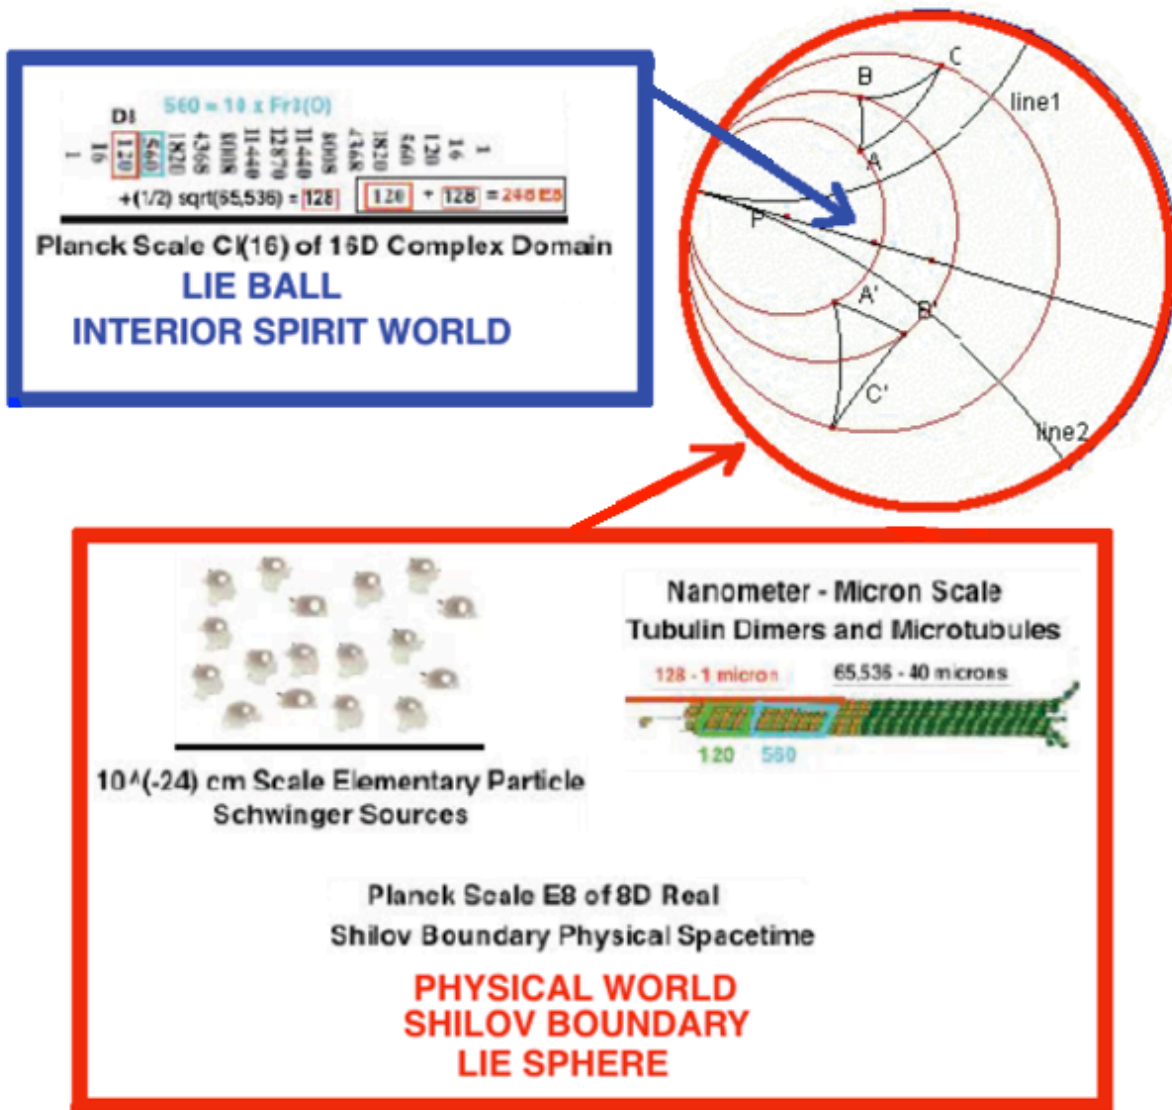 560 = 10 x Fr3(O)
D8
1 16 120 560 1820 4368 8008 11440 12870 11440 8008 4368 1820 560 120 16 1
+(1/2) sqrt(65,536) = 128 120 + 128 = 248 E8
Planck Scale Cl(16) of 16D Complex Domain
LIE BALL
INTERIOR SPIRIT WORLD
C
B
line1
A
P
A'
B'
C'
line2
Nanometer - Micron Scale
Tubulin Dimers and Microtubules
128 - 1 micron 65,536 - 40 microns
120 560
10^(-24) cm Scale Elementary Particle
Schwinger Sources
Planck Scale E8 of 8D Real
Shilov Boundary Physical Spacetime
PHYSICAL WORLD
SHILOV BOUNDARY
LIE SPHERE